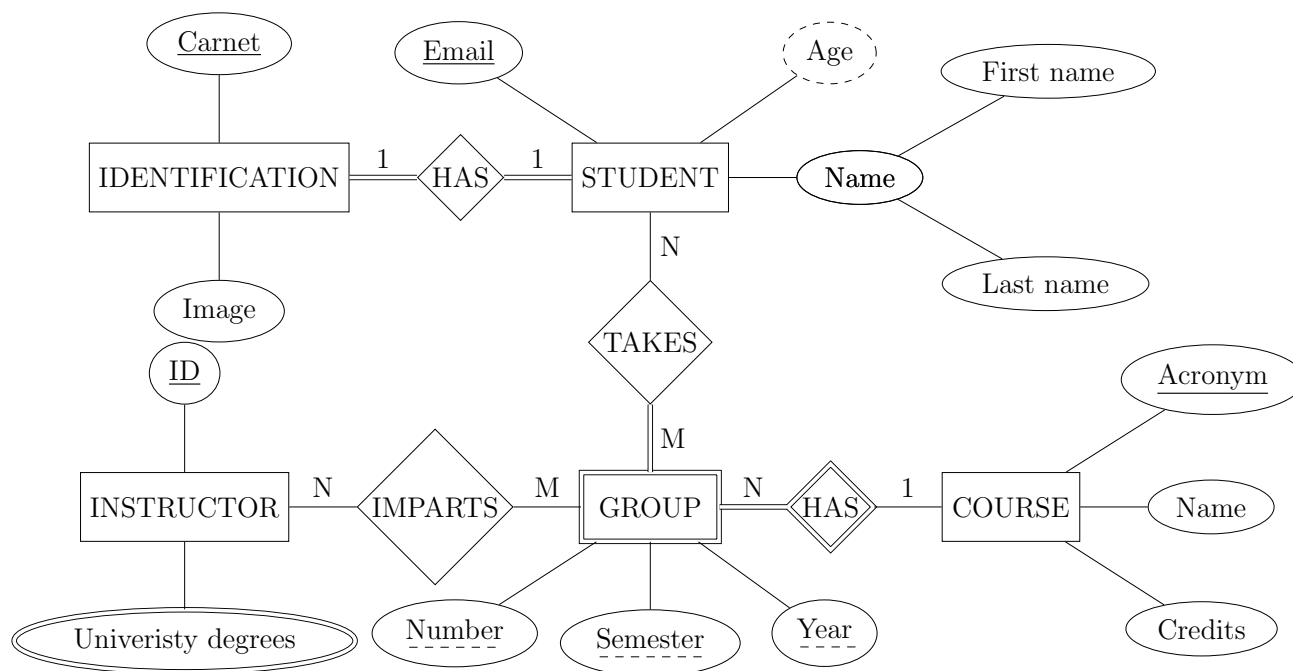 Carnet
Email
Age
First name
IDENTIFICATION
1
HAS
1
STUDENT
Name
N
Last name
Image
TAKES
ID
Acronym
M
INSTRUCTOR
N
IMPARTS
M
GROUP
N
HAS
1
COURSE
Name
Univeristy degrees
Number
Semester
Year
Credits